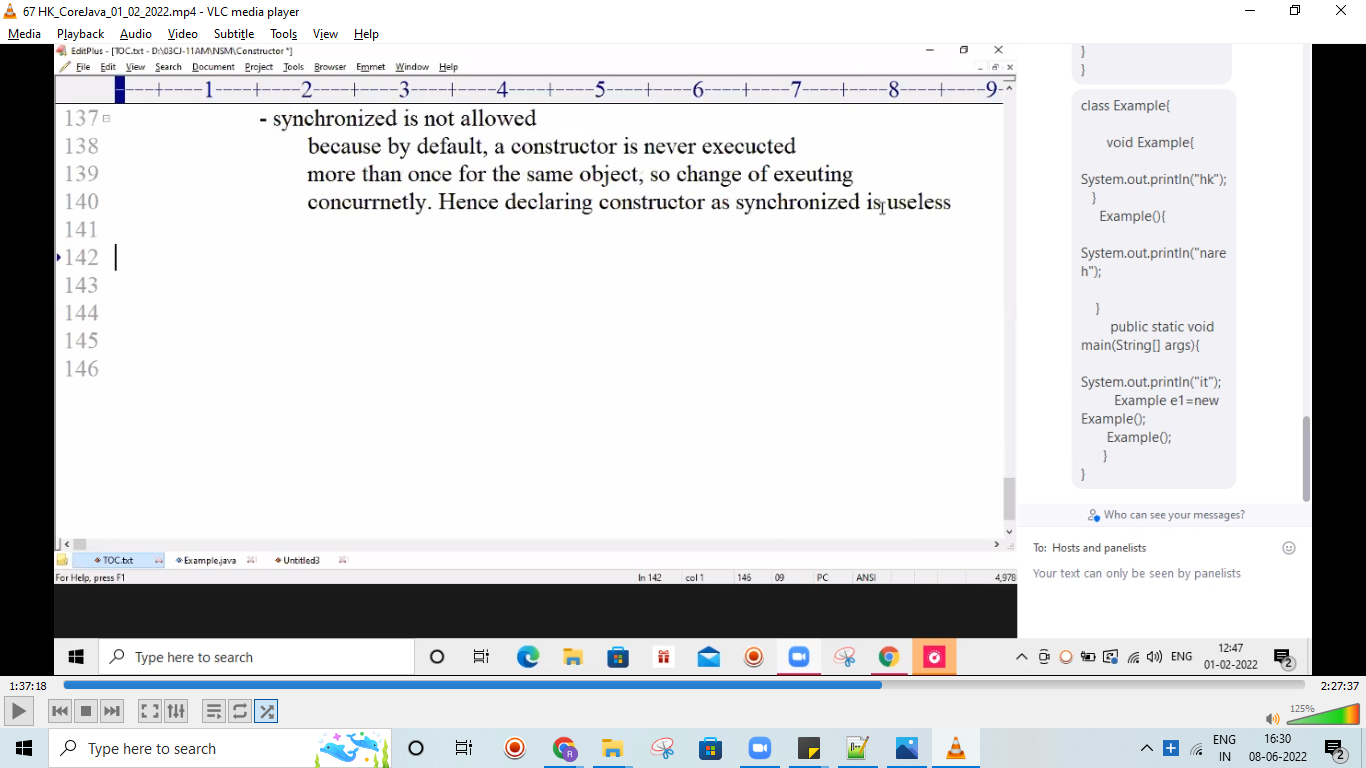 67 HK_CoreJava_01_02_2022.mp4 - VLC media player
Media Playback Audio Video Subtitle Tools View Help
EditPlus - [TOC.txt - D:\03CJ-11AM\NSM\Constructor *]
File Edit View Search Document Project Tools Browser Emmet Window Help
----+----1----+----2----+----3----+----4----+----5----+----6----+----7----+----8----+----9-
137 - synchronized is not allowed
138 because by default, a constructor is never execucted
139 more than once for the same object, so change of exeuting
140 concurrnetly. Hence declaring constructor as synchronized is useless
141
142
143
144
145
146
TOC.txt Example.java Untitled3
For Help, press F1 ln 142 col 1 146 09 PC ANSI 4,978
}
}
class Example{
void Example{
System.out.println("hk");
}
Example(){
System.out.println("nare
h");
}
public static void
main(String[] args){
System.out.println("it");
Example e1=new
Example();
Example();
}
}
Who can see your messages?
To: Hosts and panelists
Your text can only be seen by panelists
Type here to search
ENG
12:47
01-02-2022
2
1:37:18
2:27:37
125%
Type here to search
ENG
IN
16:30
08-06-2022
2